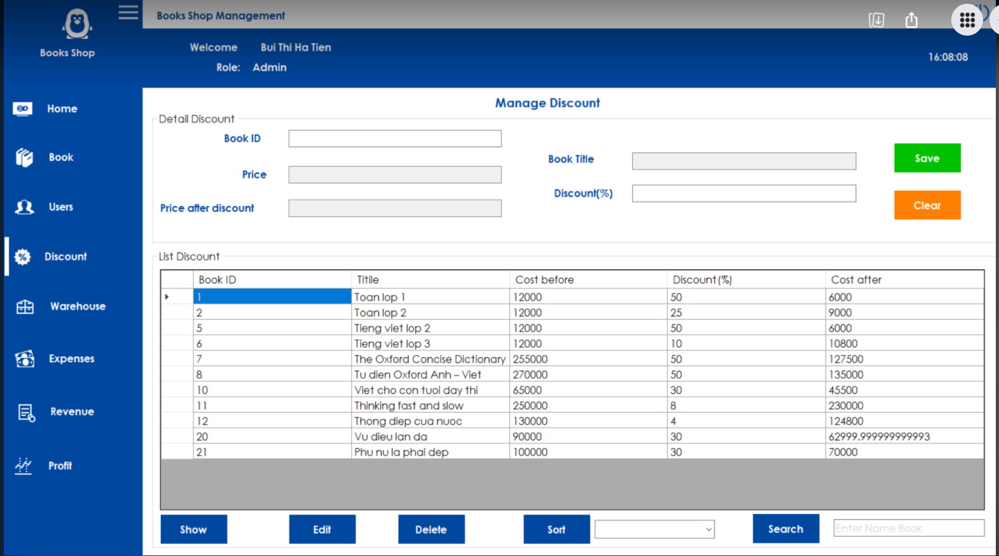 Books Shop Management
Books Shop
Welcome Bui Thi Ha Tien
Role: Admin
16:08:08
Home
Book
Users
Discount
Warehouse
Expenses
Revenue
Profit
Manage Discount
Detail Discount
Book ID
Book Title
Save
Price
Discount(%)
Price after discount
Clear
List Discount
Book ID Titile Cost before Discount(%) Cost after
1 Toan lop 1 12000 50 6000
2 Toan lop 2 12000 25 9000
5 Tieng viet lop 2 12000 50 6000
6 Tieng viet lop 3 12000 10 10800
7 The Oxford Concise Dictionary 255000 50 127500
8 Tu dien Oxford Anh – Viet 270000 50 135000
10 Viet cho con tuoi day thi 65000 30 45500
11 Thinking fast and slow 250000 8 230000
12 Thong diep cua nuoc 130000 4 124800
20 Vu dieu lan da 90000 30 62999.999999999993
21 Phu nu la phai dep 100000 30 70000
Show Edit Delete Sort Search Enter Name Book